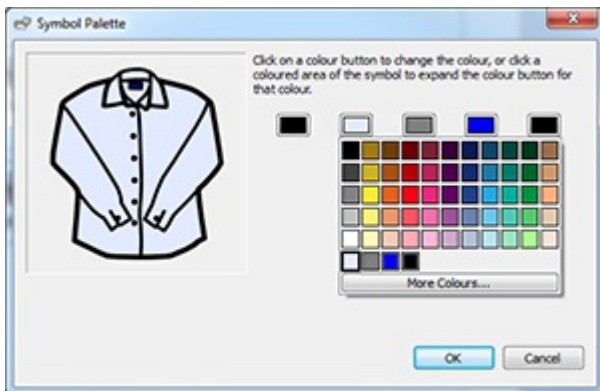 Symbol Palette
Click on a colour button to change the colour, or click a
coloured area of the symbol to expand the colour button for
that colour.
More Colours...
OK
Cancel